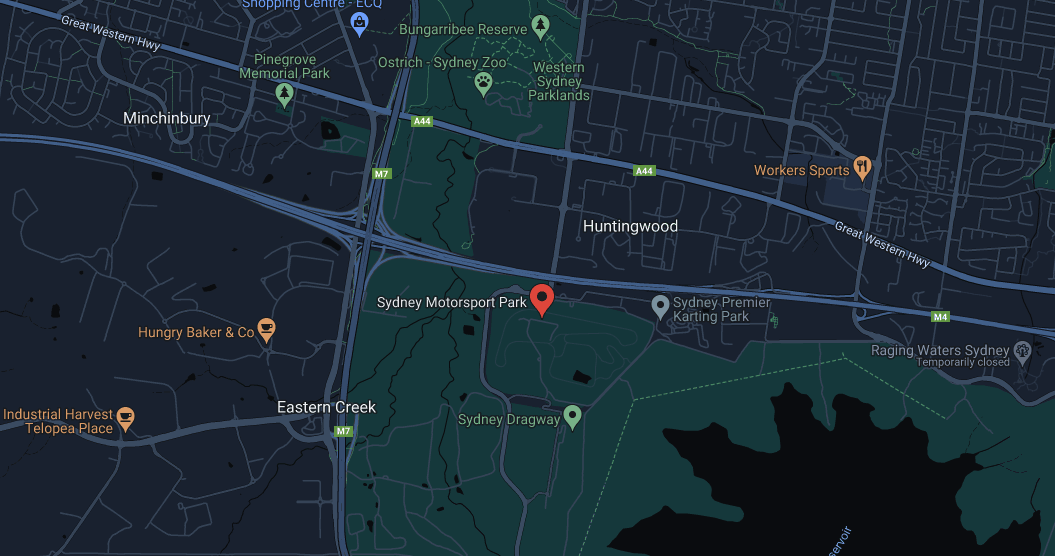 Shopping Centre - ECQ
Great Western Hwy
Bungarribee Reserve
Pinegrove
Memorial Park
Ostrich - Sydney Zoo
Western
Sydney
Parklands
Minchinbury
A44
M7
A44
Workers Sports
Huntingwood
Great Western Hwy
Sydney Motorsport Park
Sydney Premier
Karting Park
M4
Hungry Baker & Co
Raging Waters Sydney
Temporarily closed
Eastern Creek
Industrial Harvest
Telopea Place
Sydney Dragway
M7
ervoir